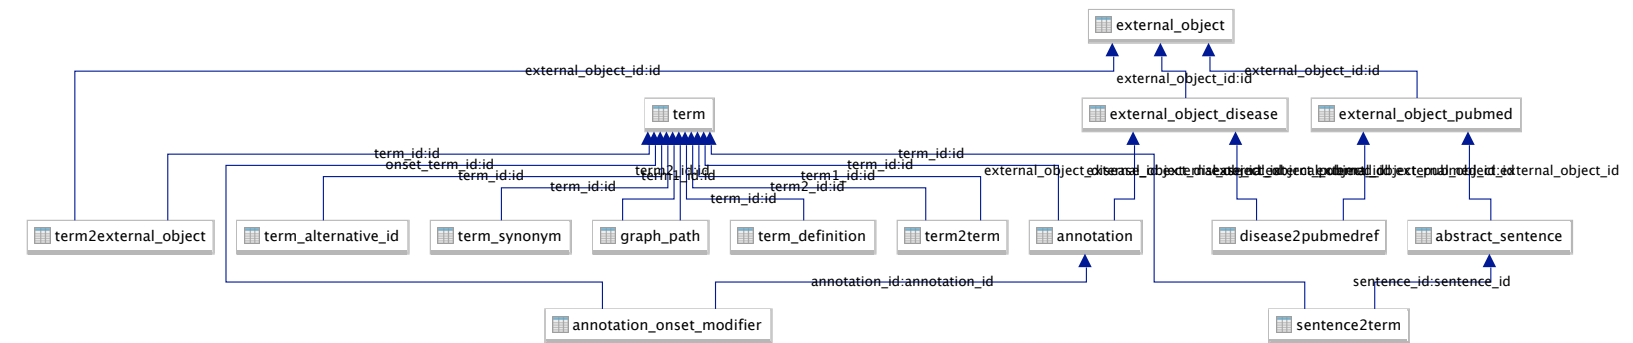 external_object
external_object_id:id
external_object_id:id
external_object_id:id
term
external_object_disease
external_object_pubmed
term_id:id
term_id:id
onset_term_id:id
term_id:id
term_id:id
term1_id:id
term_id:id
term2_id:id
term_id:id
term2external_object
term_alternative_id
term_synonym
graph_path
term_definition
term2term
annotation
disease2pubmedref
abstract_sentence
annotation_id:annotation_id
sentence_id:sentence_id
annotation_onset_modifier
sentence2term